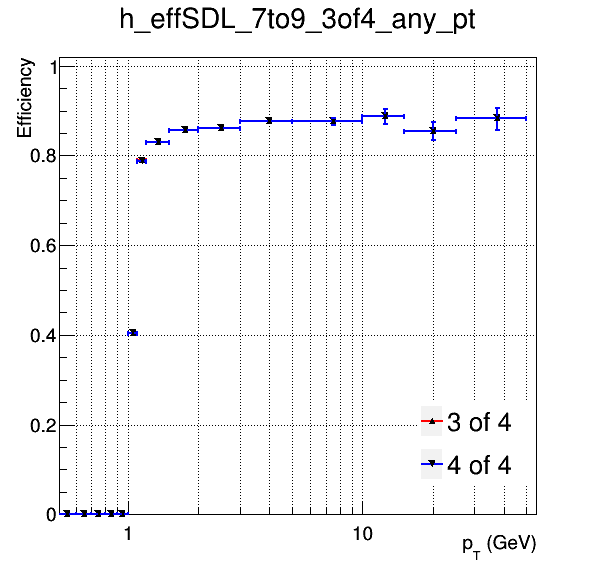 h_effSDL_7to9_3of4_any_pt
Efficiency
1
0.8
0.6
0.4
0.2
0
3 of 4
4 of 4
1
10
p_T (GeV)